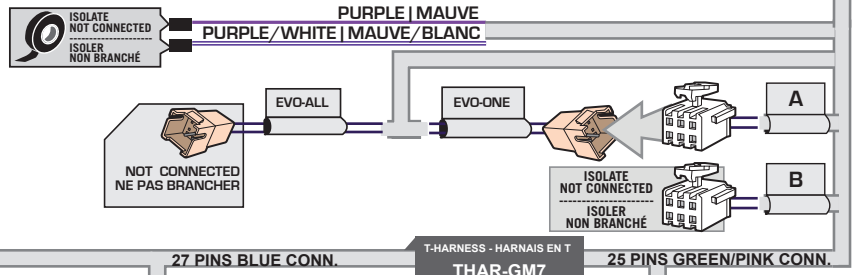 ISOLATE
NOT CONNECTED
ISOLER
NON BRANCHÉ
PURPLE | MAUVE
PURPLE/WHITE | MAUVE/BLANC
EVO-ALL
EVO-ONE
A
NOT CONNECTED
NE PAS BRANCHER
ISOLATE
NOT CONNECTED
ISOLER
NON BRANCHÉ
B
27 PINS BLUE CONN.
T-HARNESS - HARNAIS EN T
THAR-GM7
25 PINS GREEN/PINK CONN.